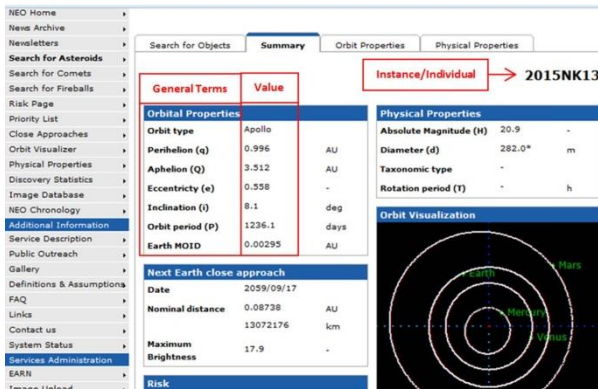 NEO Home
News Archive
Newsletters
Search for Asteroids
Search for Comets
Search for Fireballs
Risk Page
Priority List
Close Approaches
Orbit Visualizer
Physical Properties
Discovery Statistics
Image Database
NEO Chronology
Additional Information
Service Description
Public Outreach
Gallery
Definitions & Assumptions
FAQ
Links
Contact us
System Status
Services Administration
EARN
Image Upload
Search for Objects Summary Orbit Properties Physical Properties
Instance/Individual 2015NK13
General Terms Value
Orbital Properties
Orbit type Apollo
Perihelion (q) 0.996 AU
Aphelion (Q) 3.512 AU
Eccentricty (e) 0.558 -
Inclination (i) 8.1 deg
Orbit period (P) 1236.1 days
Earth MOID 0.00295 AU
Next Earth close approach
Date 2059/09/17
Nominal distance 0.08738 AU
13072176 km
Maximum Brightness 17.9 -
Risk
Physical Properties
Absolute Magnitude (H) 20.9 -
Diameter (d) 282.0* m
Taxonomic type -
Rotation period (T) - h
Orbit Visualization
Mars
Earth
Mercury
Venus